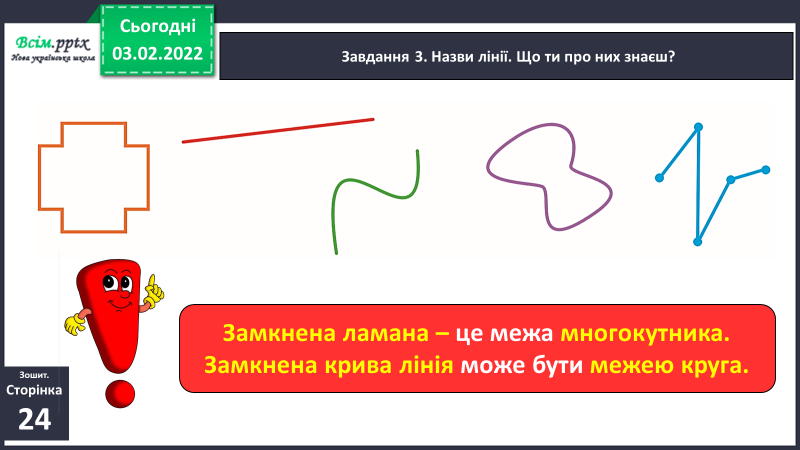 Всім.pptx
Нова українська школа
Сьогодні
03.02.2022
Завдання 3. Назви лінії. Що ти про них знаєш?
Замкнена ламана – це межа многокутника.
Замкнена крива лінія може бути межею круга.
Зошит.
Сторінка
24